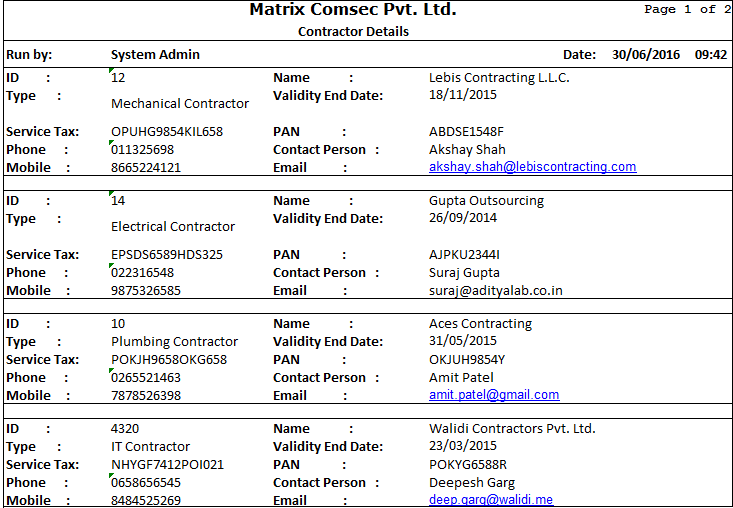 Matrix Comsec Pvt. Ltd. Page 1 of 2
Contractor Details
Run by: System Admin Date: 30/06/2016 09:42
ID : 12 Name : Lebis Contracting L.L.C.
Type : Mechanical Contractor Validity End Date: 18/11/2015
Service Tax: OPUHG9854KIL658 PAN : ABDSE1548F
Phone : 011325698 Contact Person : Akshay Shah
Mobile : 8665224121 Email : akshay.shah@lebiscontracting.com
ID : 14 Name : Gupta Outsourcing
Type : Electrical Contractor Validity End Date: 26/09/2014
Service Tax: EPSDS6589HDS325 PAN : AJPKU2344I
Phone : 022316548 Contact Person : Suraj Gupta
Mobile : 9875326585 Email : suraj@adityalab.co.in
ID : 10 Name : Aces Contracting
Type : Plumbing Contractor Validity End Date: 31/05/2015
Service Tax: POKJH9658OKG658 PAN : OKJUH9854Y
Phone : 0265521463 Contact Person : Amit Patel
Mobile : 7878526398 Email : amit.patel@gmail.com
ID : 4320 Name : Walidi Contractors Pvt. Ltd.
Type : IT Contractor Validity End Date: 23/03/2015
Service Tax: NHYGF7412POI021 PAN : POKYG6588R
Phone : 0658656545 Contact Person : Deepesh Garg
Mobile : 8484525269 Email : deep.garg@walidi.me